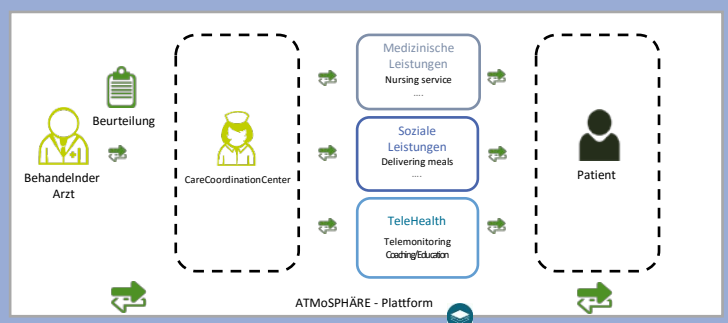 Beurteilung
Behandelnder
Arzt
CareCoordinationCenter
Medizinische
Leistungen
Nursing service
....
Soziale
Leistungen
Delivering meals
....
TeleHealth
Telemonitoring
Coaching/Education
Patient
ATMoSPHÄRE - Plattform